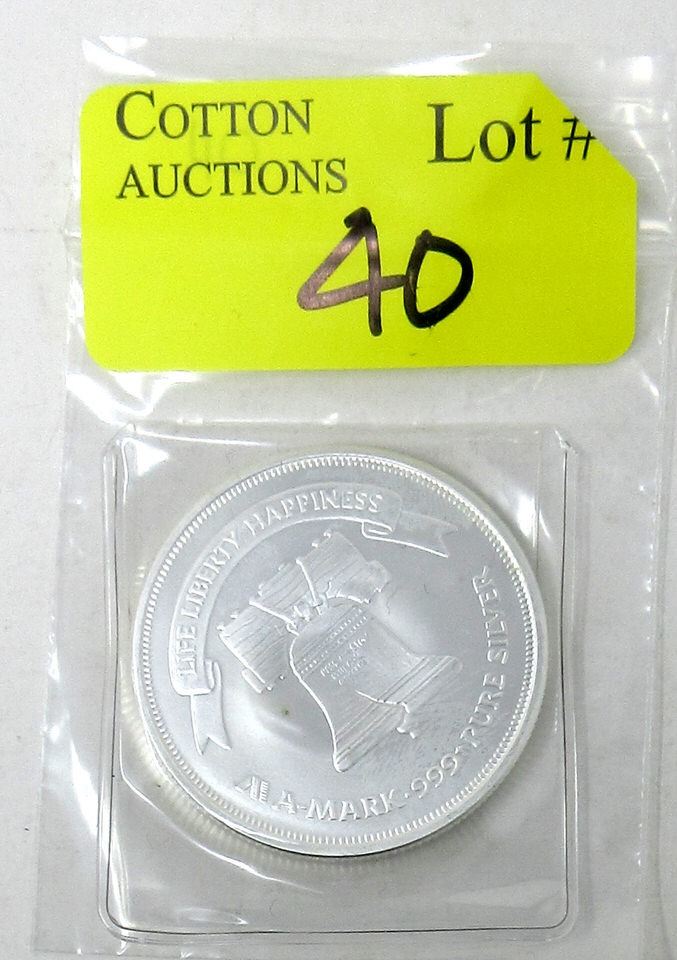 COTTON
AUCTIONS
Lot #
40
LIFE LIBERTY HAPPINESS
A-MARK·999+PURE SILVER